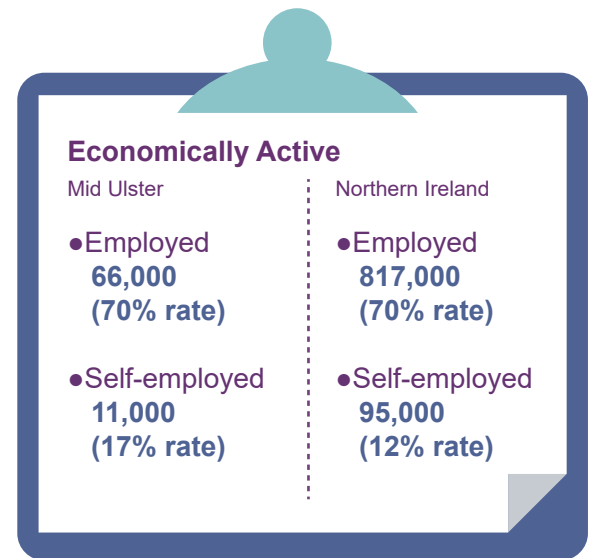 Economically Active
Mid Ulster
●Employed
66,000
(70% rate)
●Self-employed
11,000
(17% rate)
Northern Ireland
●Employed
817,000
(70% rate)
●Self-employed
95,000
(12% rate)